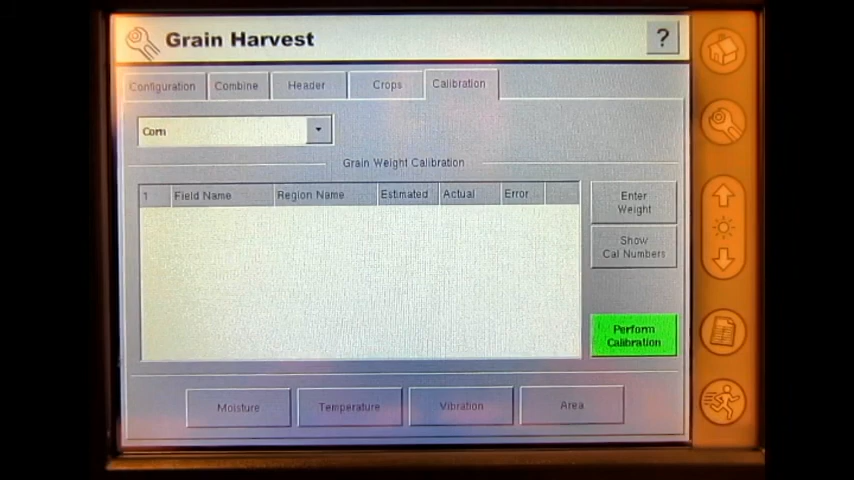 Grain Harvest
?
Configuration
Combine
Header
Crops
Calibration
Corn
Grain Weight Calibration
1
Field Name
Region Name
Estimated
Actual
Error
Enter
Weight
Show
Cal Numbers
Perform
Calibration
Moisture
Temperature
Vibration
Area